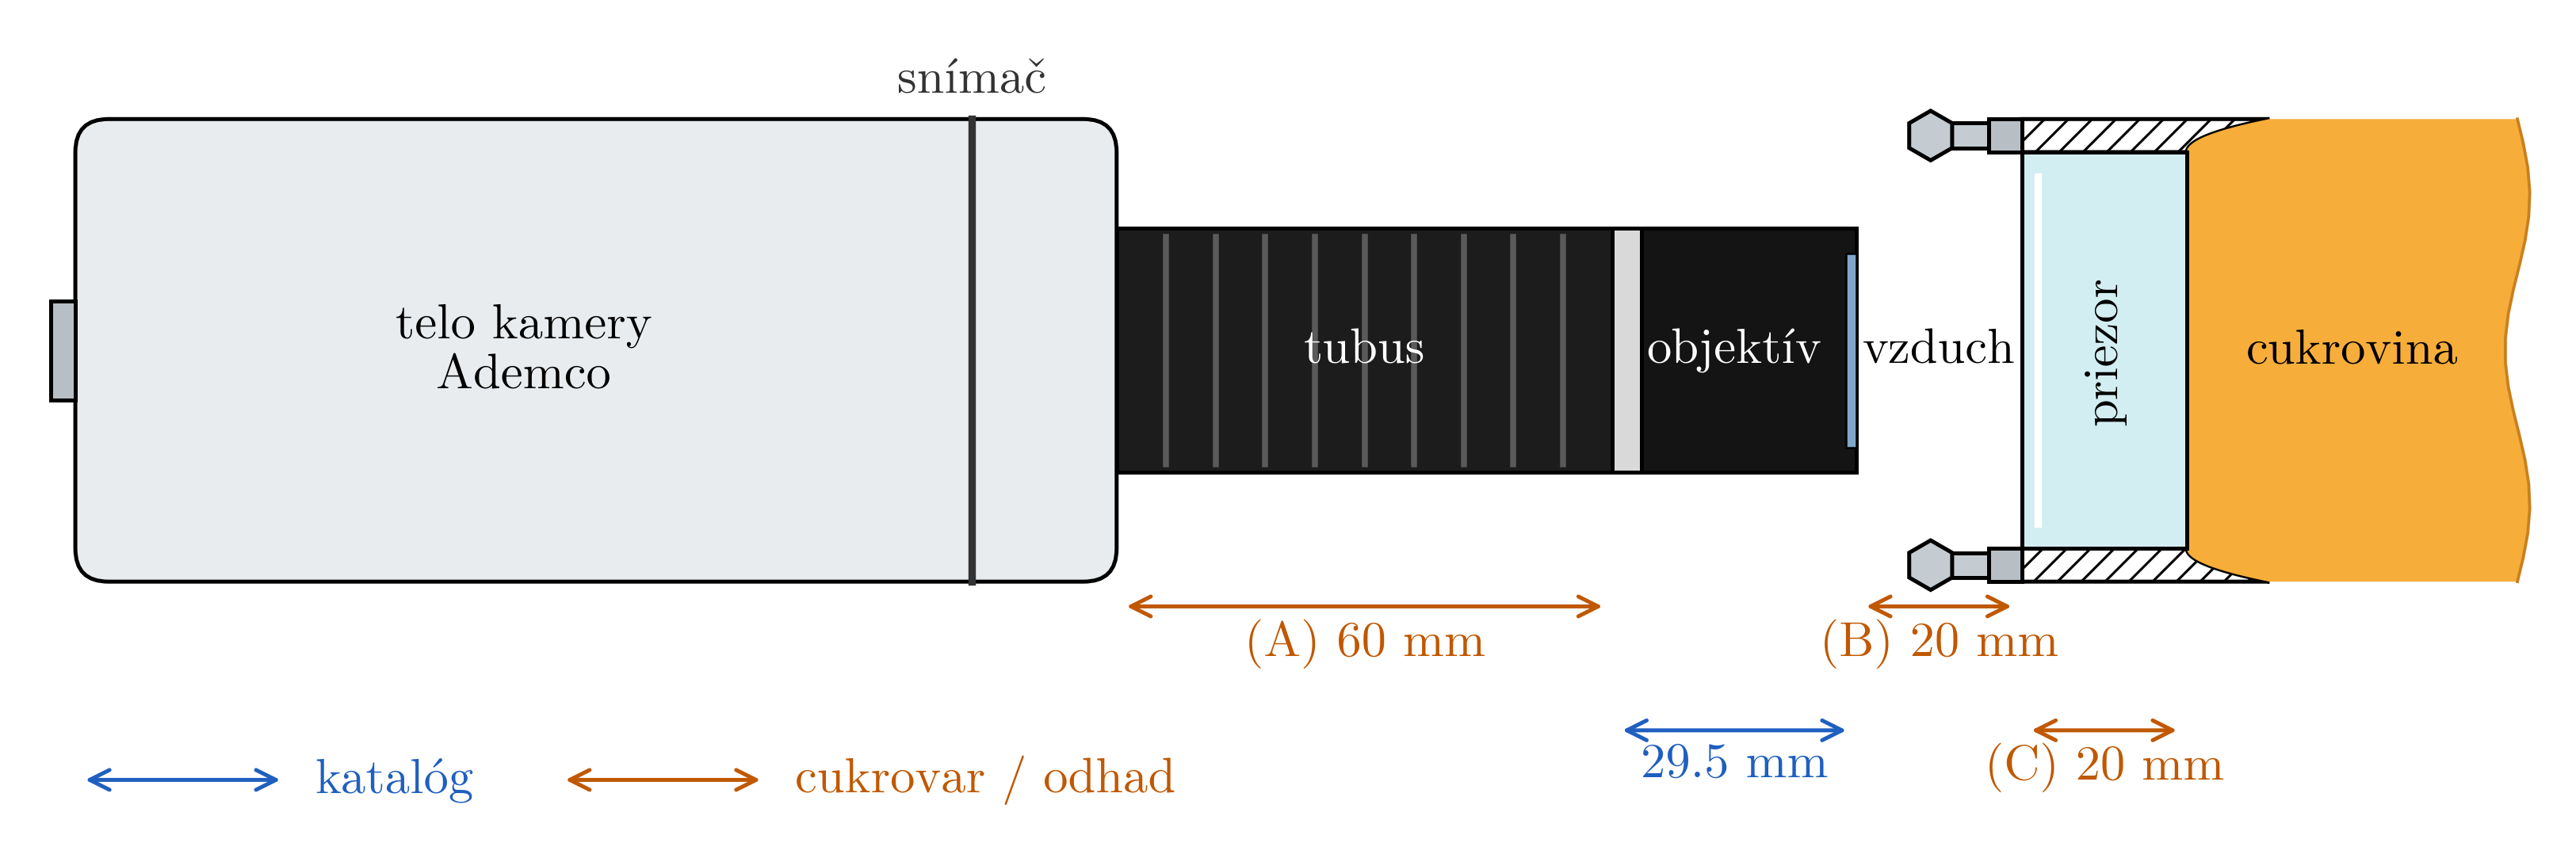 snímač
telo kamery
Ademco
tubus
objektív
vzduch
priezor
cukrovina
(A) 60 mm
(B) 20 mm
29.5 mm
(C) 20 mm
katalóg
cukrovar / odhad